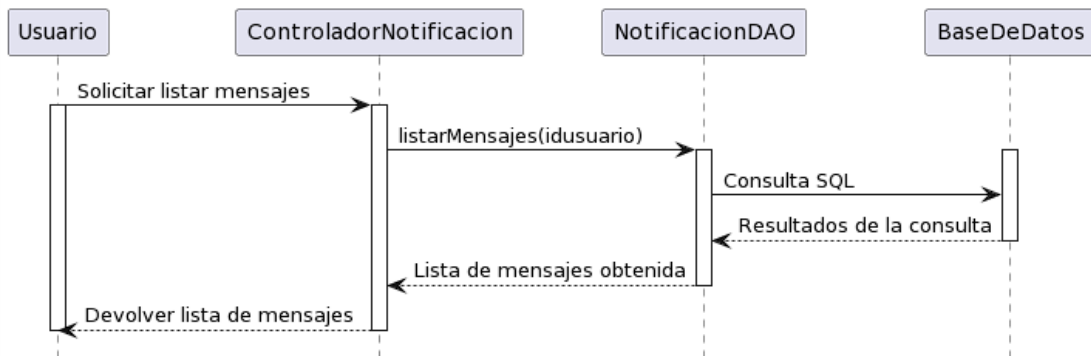 Usuario
ControladorNotificacion
NotificacionDAO
BaseDeDatos
Solicitar listar mensajes
listarMensajes(idusuario)
Consulta SQL
Resultados de la consulta
Lista de mensajes obtenida
Devolver lista de mensajes